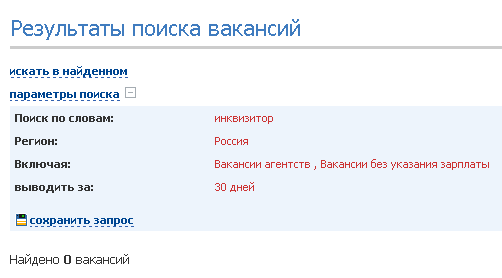 Результаты поиска вакансий
искать в найденном
параметры поиска
Поиск по словам: инквизитор
Регион: Россия
Включая: Вакансии агентств , Вакансии без указания зарплаты
выводить за: 30 дней
сохранить запрос
Найдено 0 вакансий